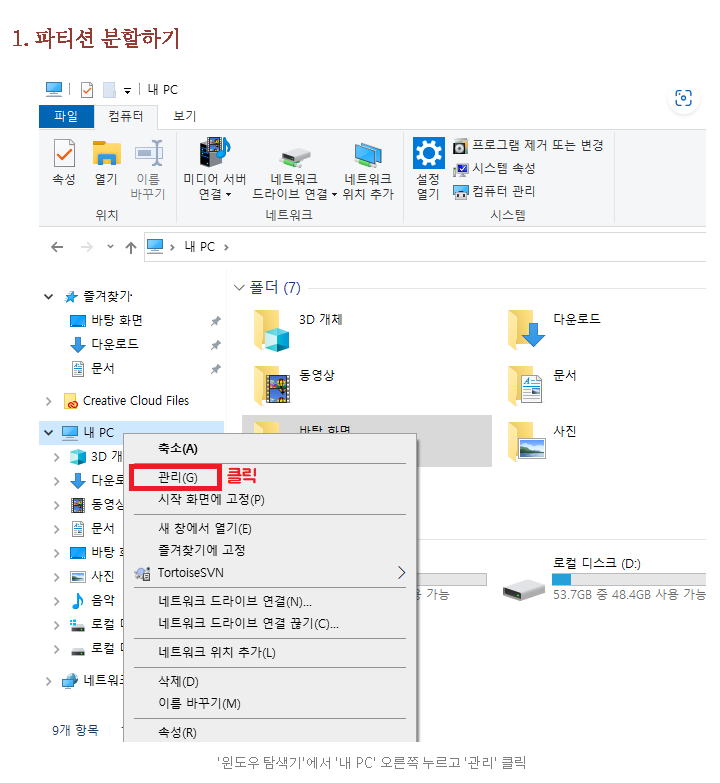 1. 파티션 분할하기
내 PC
파일 컴퓨터 보기
속성 열기 이름 바꾸기 미디어 서버 연결 네트워크 드라이브 연결 네트워크 위치 추가 설정 열기 프로그램 제거 또는 변경
시스템 속성
컴퓨터 관리
위치 네트워크 시스템
내 PC
즐겨찾기
바탕 화면
다운로드
문서
Creative Cloud Files
내 PC
3D 개
다운로
동영상
문서
바탕 화
사진
음악
로컬 디
로컬 디
네트워크
9개 항목
폴더 (7)
3D 개체 다운로드
동영상 문서
바탕 화면 사진
축소(A)
관리(G) 클릭
시작 화면에 고정(P)
새 창에서 열기(E)
즐겨찾기에 고정
TortoiseSVN
네트워크 드라이브 연결(N)...
네트워크 드라이브 연결 끊기(C)...
네트워크 위치 추가(L)
삭제(D)
이름 바꾸기(M)
속성(R)
가능
로컬 디스크 (D:)
53.7GB 중 48.4GB 사용 가능
'윈도우 탐색기'에서 '내 PC' 오른쪽 누르고 '관리' 클릭